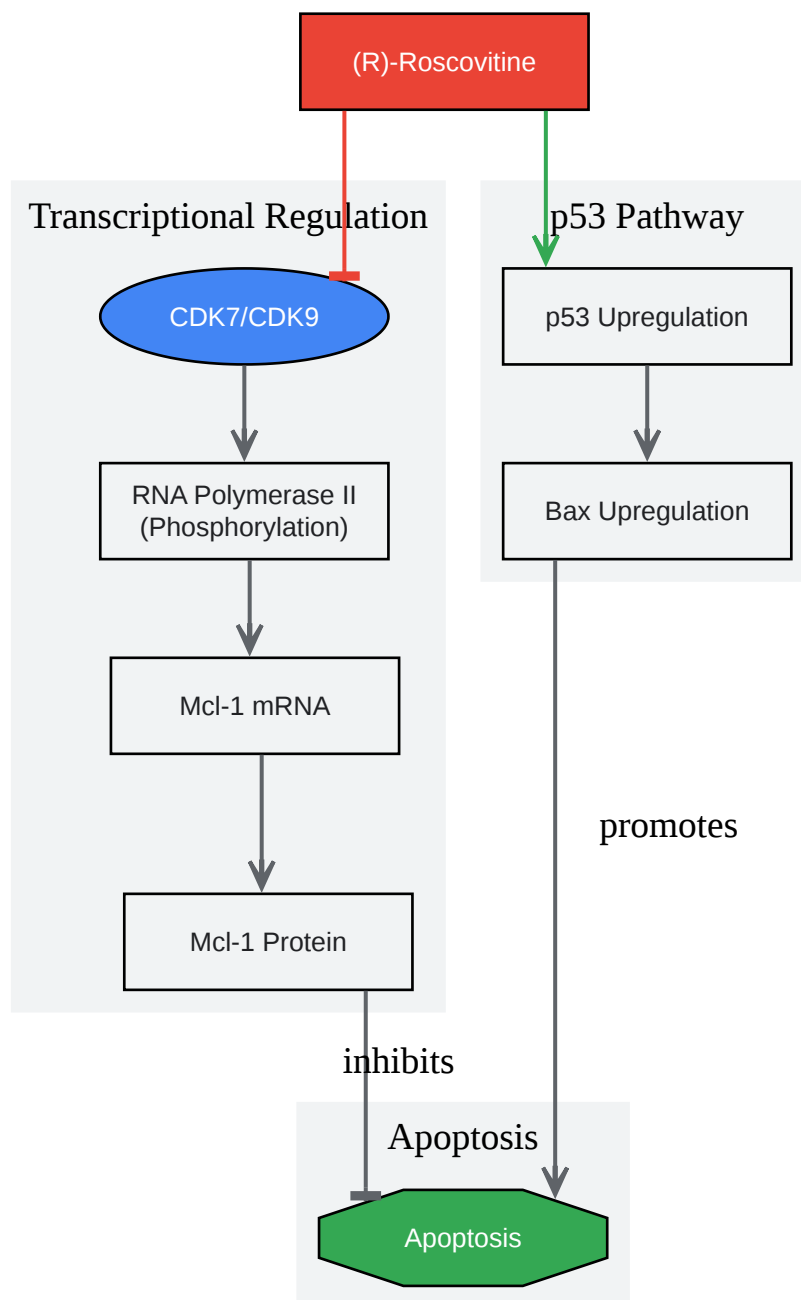 (R)-Roscovitine
Transcriptional Regulation
p53 Pathway
CDK7/CDK9
p53 Upregulation
RNA Polymerase II
(Phosphorylation)
Bax Upregulation
Mcl-1 mRNA
promotes
Mcl-1 Protein
inhibits
Apoptosis
Apoptosis